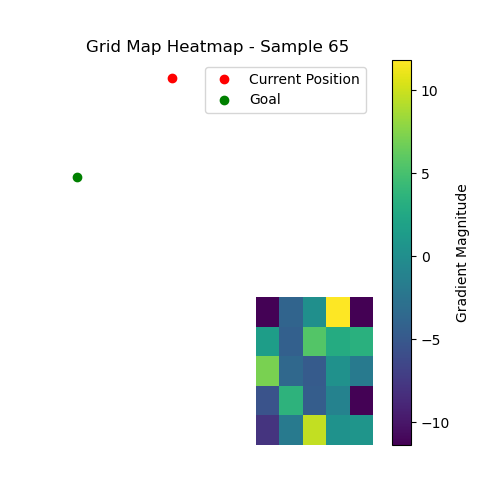 Grid Map Heatmap - Sample 65
Current Position
Goal
10
5
0
−5
−10
Gradient Magnitude